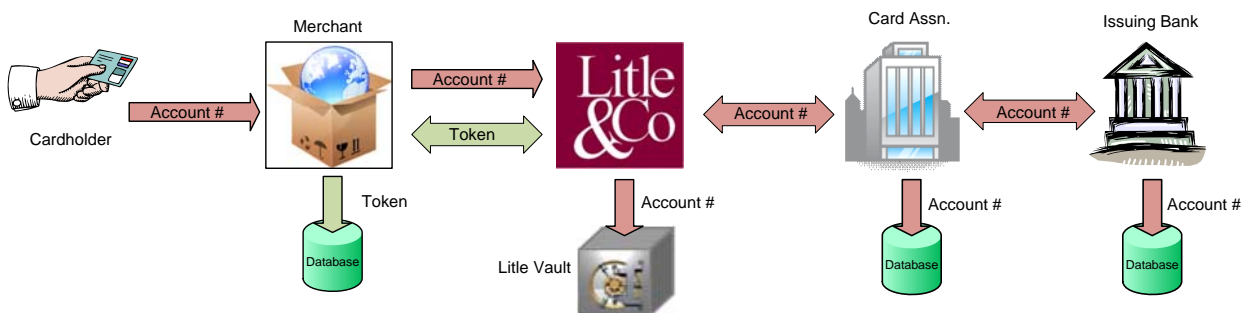 Merchant
Card Assn.
Issuing Bank
Cardholder
Account #
Account #
Token
Litle
&Co
Account #
Account #
Token
Account #
Account #
Account #
Database
Litle Vault
Database
Database